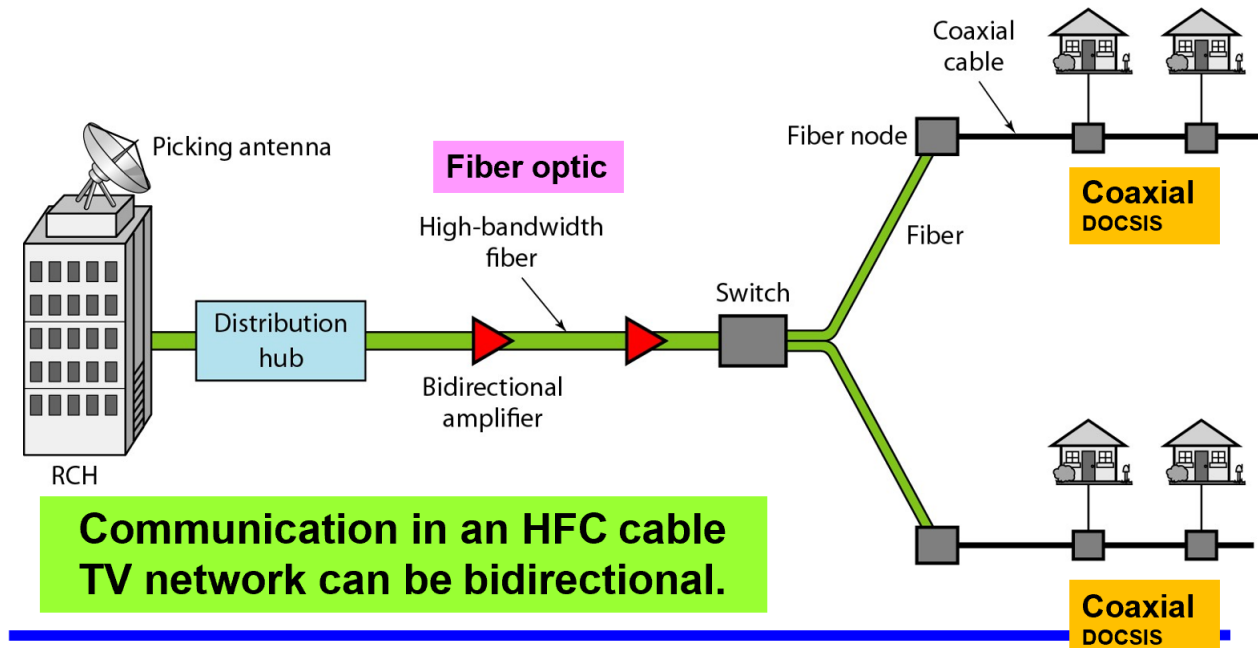 Coaxial
cable
Picking antenna
Fiber node
Fiber optic
Coaxial
DOCSIS
High-bandwidth
fiber
Fiber
Switch
Distribution
hub
Bidirectional
amplifier
RCH
Communication in an HFC cable
TV network can be bidirectional.
Coaxial
DOCSIS